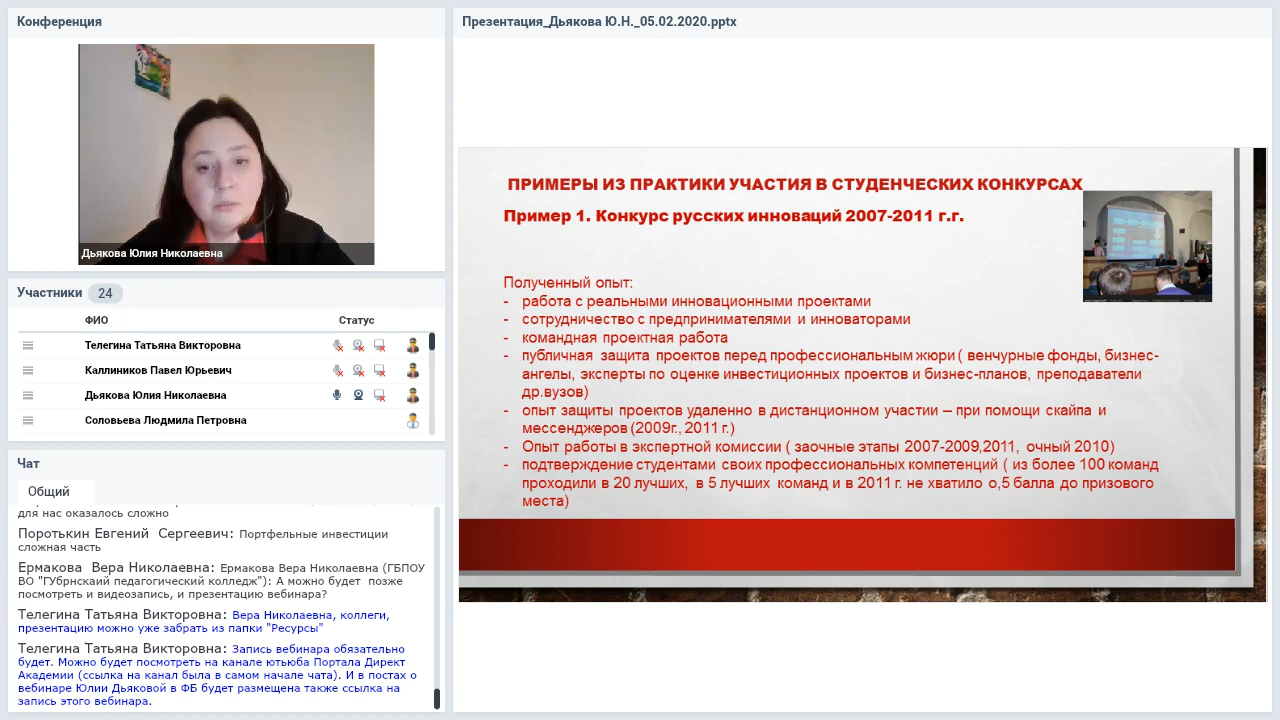 Конференция
Дьякова Юлия Николаевна
Участники 24
ФИО Статус
Телегина Татьяна Викторовна
Каллиников Павел Юрьевич
Дьякова Юлия Николаевна
Соловьева Людмила Петровна
Чат
Общий
для нас оказалось сложно
Поротькин Евгений Сергеевич: Портфельные инвестиции
сложная часть
Ермакова Вера Николаевна: Ермакова Вера Николаевна (ГБПОУ
ВО "ГУбрнскаий педагогический колледж"): А можно будет позже
посмотреть и видеозапись, и презентацию вебинара?
Телегина Татьяна Викторовна: Вера Николаевна, коллеги,
презентацию можно уже забрать из папки "Ресурсы"
Телегина Татьяна Викторовна: Запись вебинара обязательно
будет. Можно будет посмотреть на канале ютьюба Портала Директ
Академии (ссылка на канал была в самом начале чата). И в постах о
вебинаре Юлии Дьяковой в ФБ будет размещена также ссылка на
запись этого вебинара.
Презентация_Дьякова Ю.Н._05.02.2020.pptx
ПРИМЕРЫ ИЗ ПРАКТИКИ УЧАСТИЯ В СТУДЕНЧЕСКИХ КОНКУРСАХ
Пример 1. Конкурс русских инноваций 2007-2011 г.г.
Полученный опыт:
- работа с реальными инновационными проектами
- сотрудничество с предпринимателями и инноваторами
- командная проектная работа
- публичная защита проектов перед профессиональным жюри ( венчурные фонды, бизнес-
ангелы, эксперты по оценке инвестиционных проектов и бизнес-планов, преподаватели
др.вузов)
- опыт защиты проектов удаленно в дистанционном участии – при помощи скайпа и
мессенджеров (2009г., 2011 г.)
- Опыт работы в экспертной комиссии ( заочные этапы 2007-2009,2011, очный 2010)
- подтверждение студентами своих профессиональных компетенций ( из более 100 команд
проходили в 20 лучших, в 5 лучших команд и в 2011 г. не хватило 0,5 балла до призового
места)